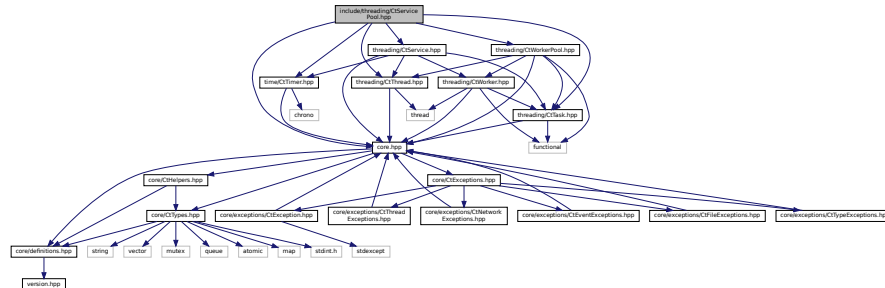 include/threading/CtService
Pool.hpp
threading/CtService.hpp
threading/CtWorkerPool.hpp
time/CtTimer.hpp
threading/CtThread.hpp
threading/CtWorker.hpp
chrono
thread
threading/CtTask.hpp
core.hpp
functional
core/CtHelpers.hpp
core/CtExceptions.hpp
core/CtTypes.hpp
core/exceptions/CtException.hpp
core/exceptions/CtThread
Exceptions.hpp
core/exceptions/CtNetwork
Exceptions.hpp
core/exceptions/CtEventExceptions.hpp
core/exceptions/CtFileExceptions.hpp
core/exceptions/CtTypeExceptions.hpp
core/definitions.hpp
string
vector
mutex
queue
atomic
map
stdint.h
stdexcept
version.hpp